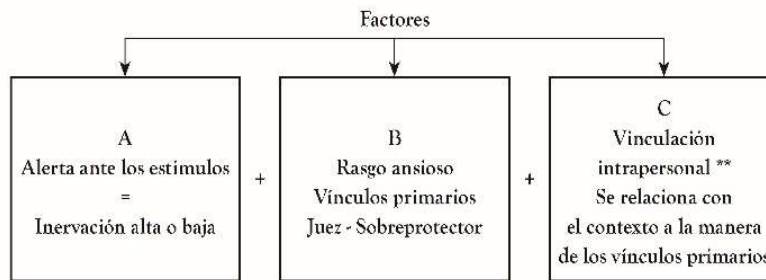 Factores
A
Alerta ante los estímulos
=
Inervación alta o baja
+
B
Rasgo ansioso
Vínculos primarios
Juez - Sobreprotector
+
C
Vinculación
intrapersonal **
Se relaciona con
el contexto a la manera
de los vínculos primarios